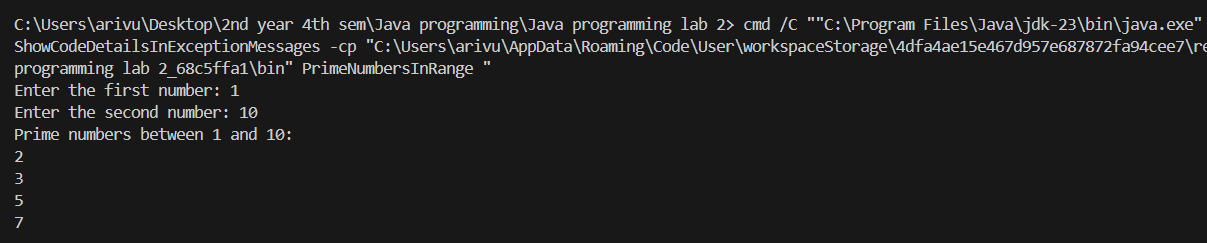 C:\Users\arivu\Desktop\2nd year 4th sem\Java programming\Java programming lab 2> cmd /C ""C:\Program Files\Java\jdk-23\bin\java.exe"
ShowCodeDetailsInExceptionMessages -cp "C:\Users\arivu\AppData\Roaming\Code\User\workspaceStorage\4dfa4ae15e467d957e687872fa94cee7\re
programming lab 2_68c5ffa1\bin" PrimeNumbersInRange "
Enter the first number: 1
Enter the second number: 10
Prime numbers between 1 and 10:
2
3
5
7